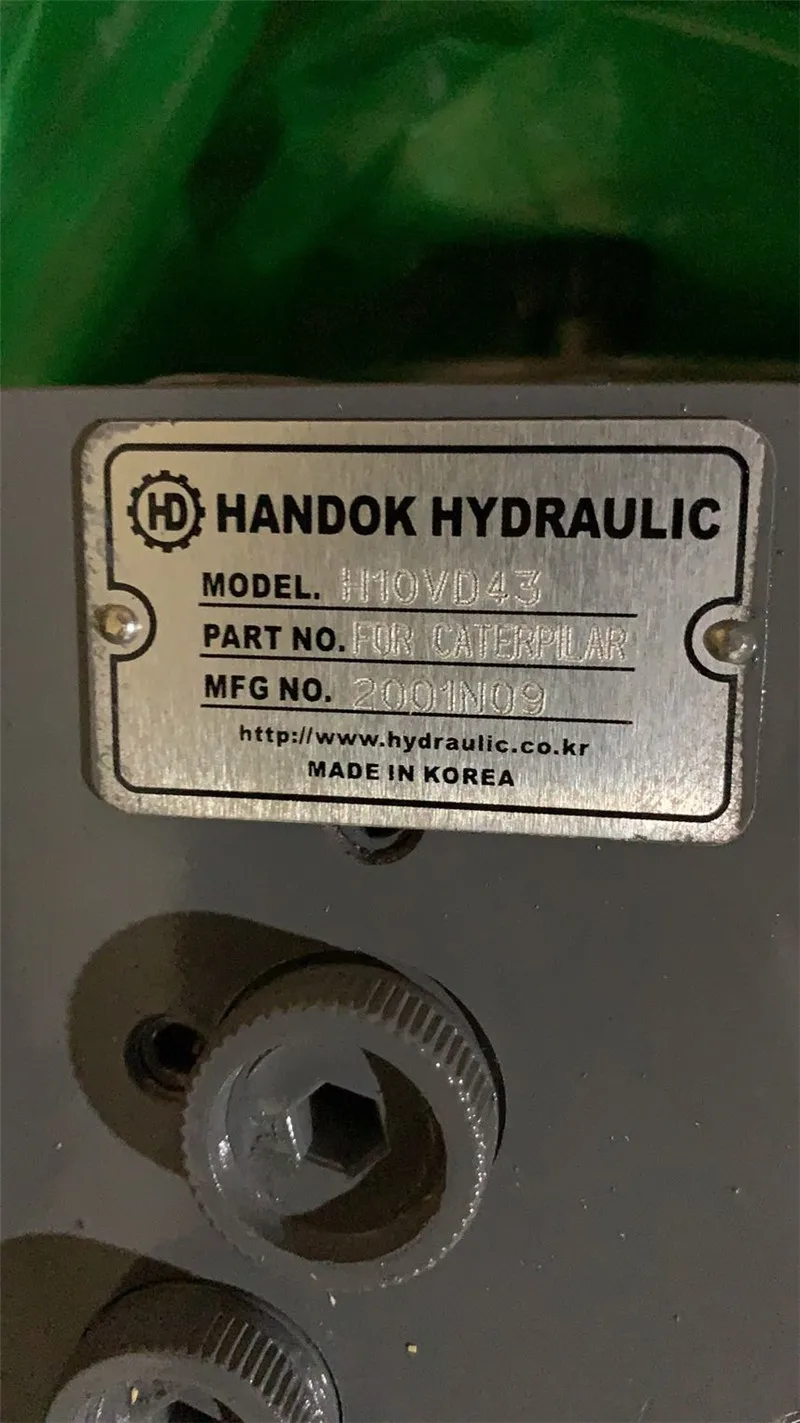 HD HANDOK HYDRAULIC
MODEL. H10VD43
PART NO. FOR CATERPILAR
MFG NO. 2001N09
http://www.hydraulic.co.kr
MADE IN KOREA